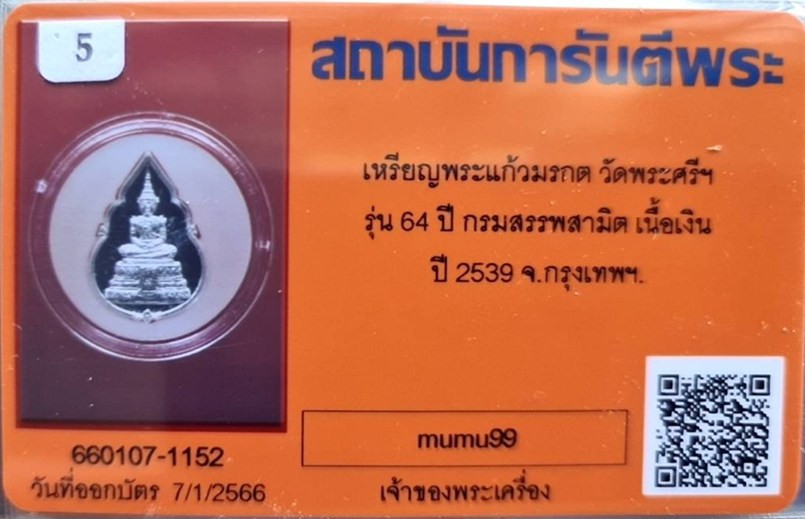 5
สถาบันการันตีพระ
เหรียญพระแก้วมรกต วัดพระศรีฯ
รุ่น 64 ปี กรมสรรพสามิต เนื้อเงิน
ปี 2539 จ.กรุงเทพฯ.
mumu99
660107-1152
วันที่ออกบัตร 7/1/2566
เจ้าของพระเครื่อง